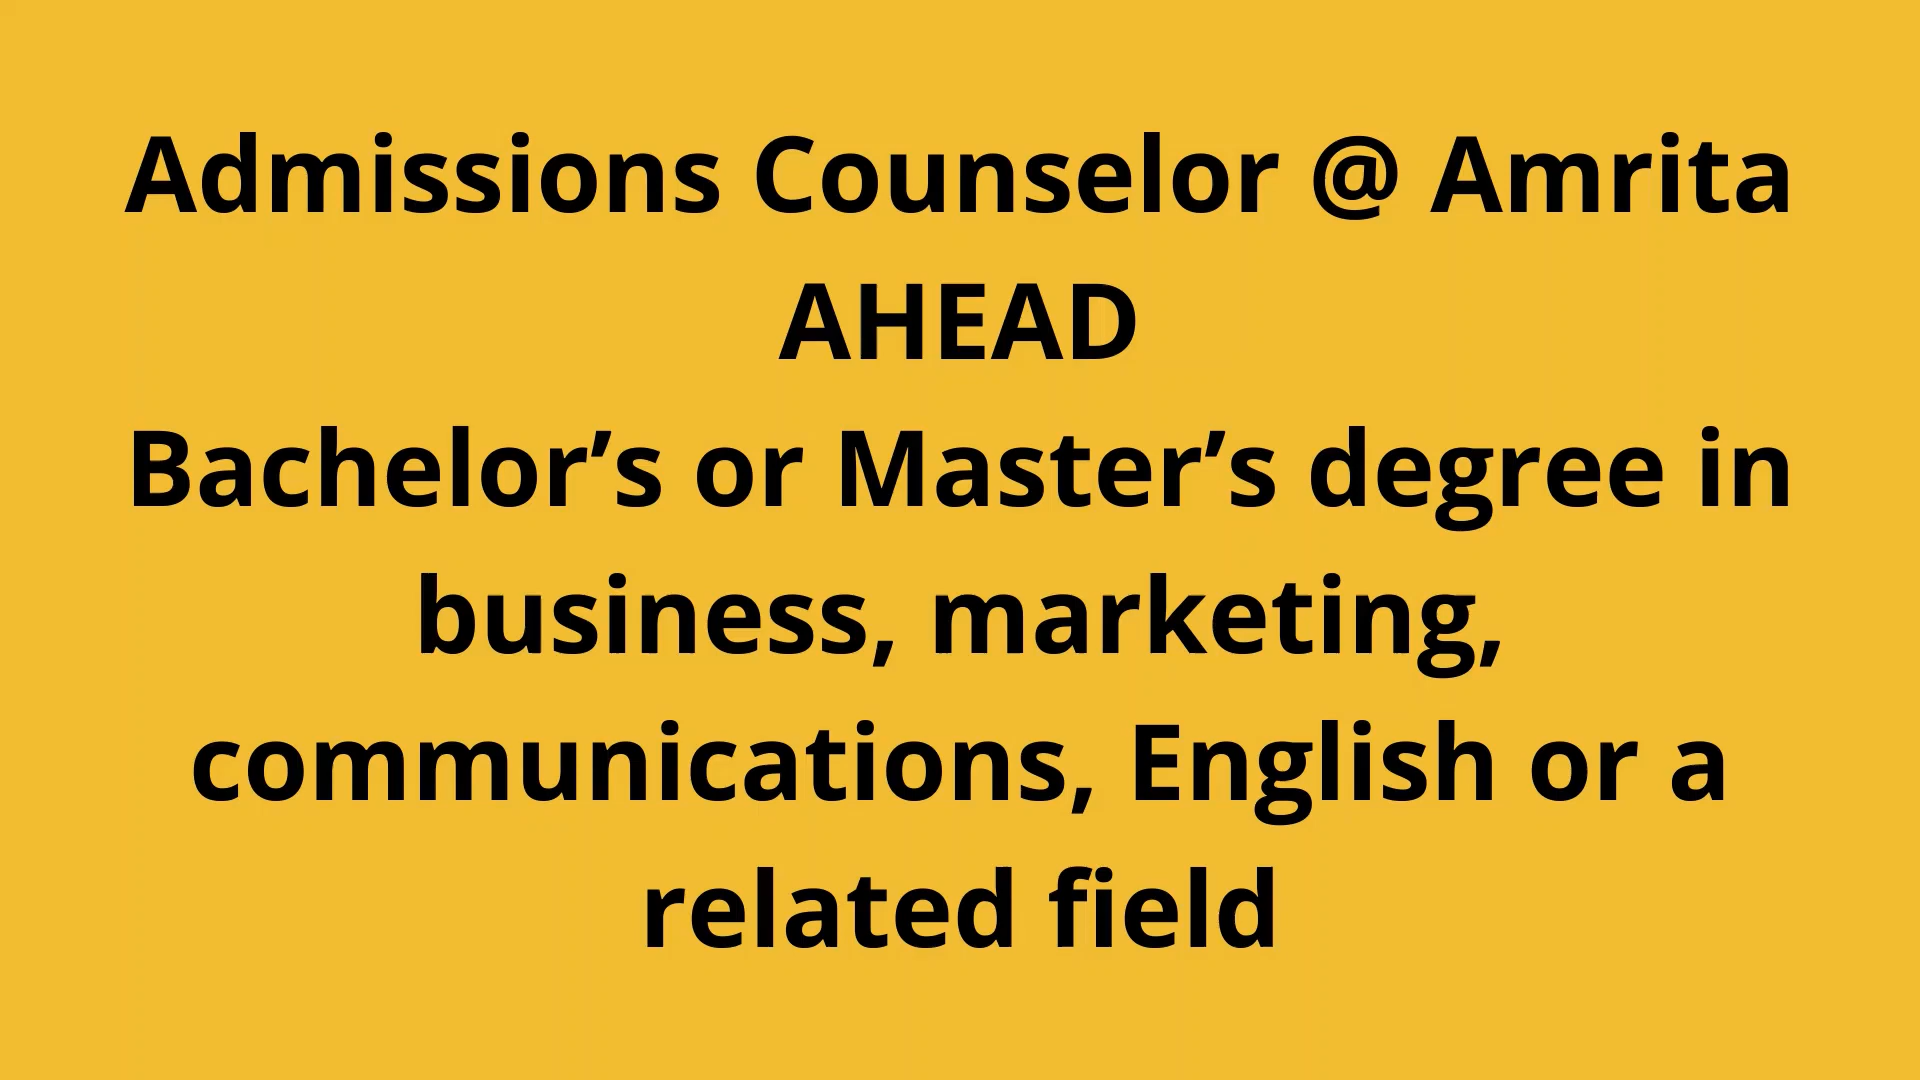 Admissions Counselor @ Amrita
AHEAD
Bachelor’s or Master’s degree in
business, marketing,
communications, English or a
related field